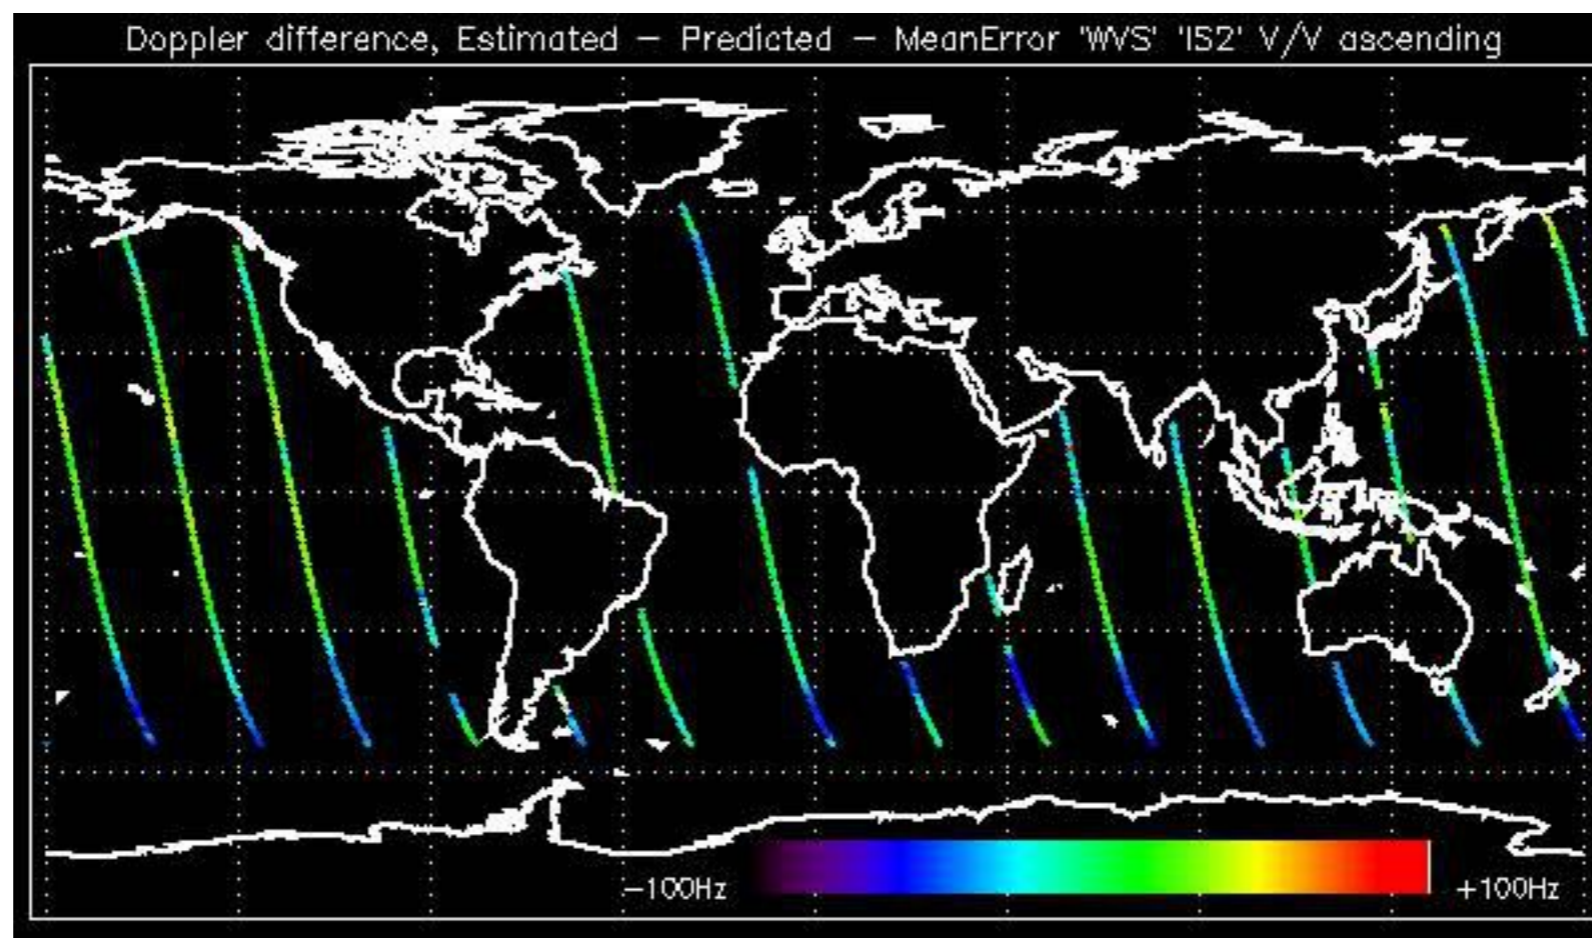 Doppler difference, Estimated - Predicted - MeanError 'WVS' 'IS2' V/V ascending
-100Hz
+100Hz